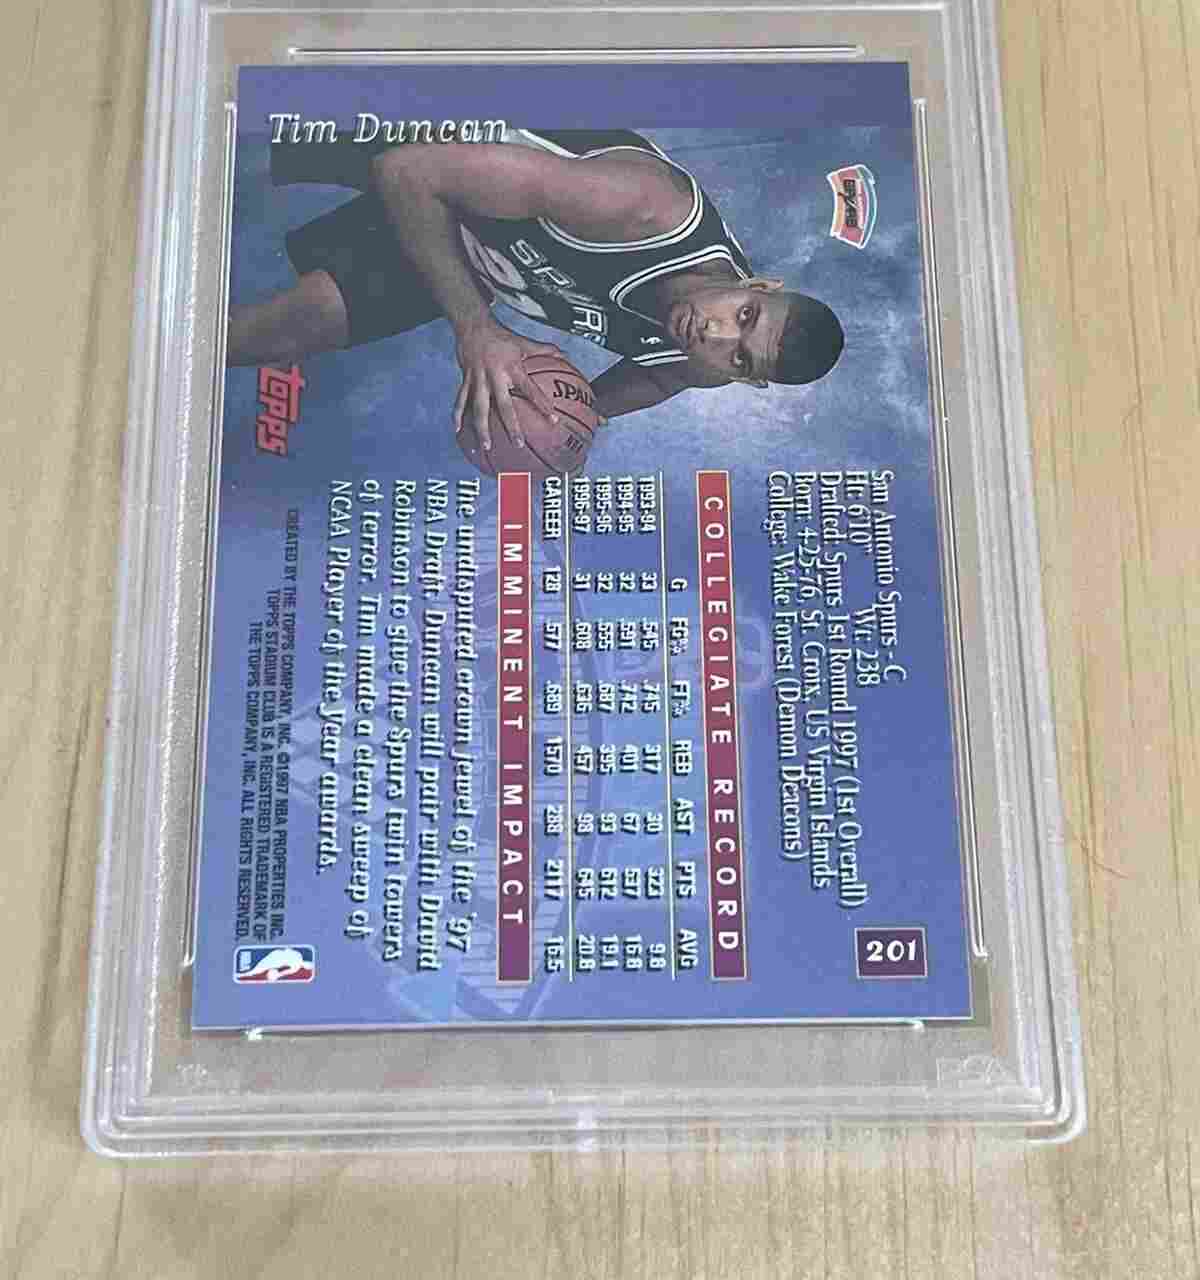 Tim Duncan
SPURS
SPURS
21
SPAL
NBA
TOPPS
201
San Antonio Spurs - C
Ht: 6'10" Wt: 238
Drafted: Spurs 1st Round 1997 (1st Overall)
Born: 4-25-76, St. Croix, US Virgin Islands
College: Wake Forest (Demon Deacons)
COLLEGIATE RECORD
G FG% FT% REB AST PTS AVG
1993-94 33 .545 .745 317 30 323 9.8
1994-95 32 .591 .712 401 67 537 16.8
1995-96 32 .555 .687 395 93 612 19.1
1996-97 31 .608 .636 457 98 645 20.8
CAREER 128 .577 .689 1570 288 2117 16.5
IMMINENT IMPACT
The undisputed crown jewel of the '97
NBA Draft, Duncan will pair with David
Robinson to give the Spurs twin towers
of terror. Tim made a clean sweep of
NCAA Player of the Year awards.
CREATED BY THE TOPPS COMPANY, INC. ©1997 NBA PROPERTIES INC.
TOPPS STADIUM CLUB IS A REGISTERED TRADEMARK OF
THE TOPPS COMPANY, INC. ALL RIGHTS RESERVED.
NBA